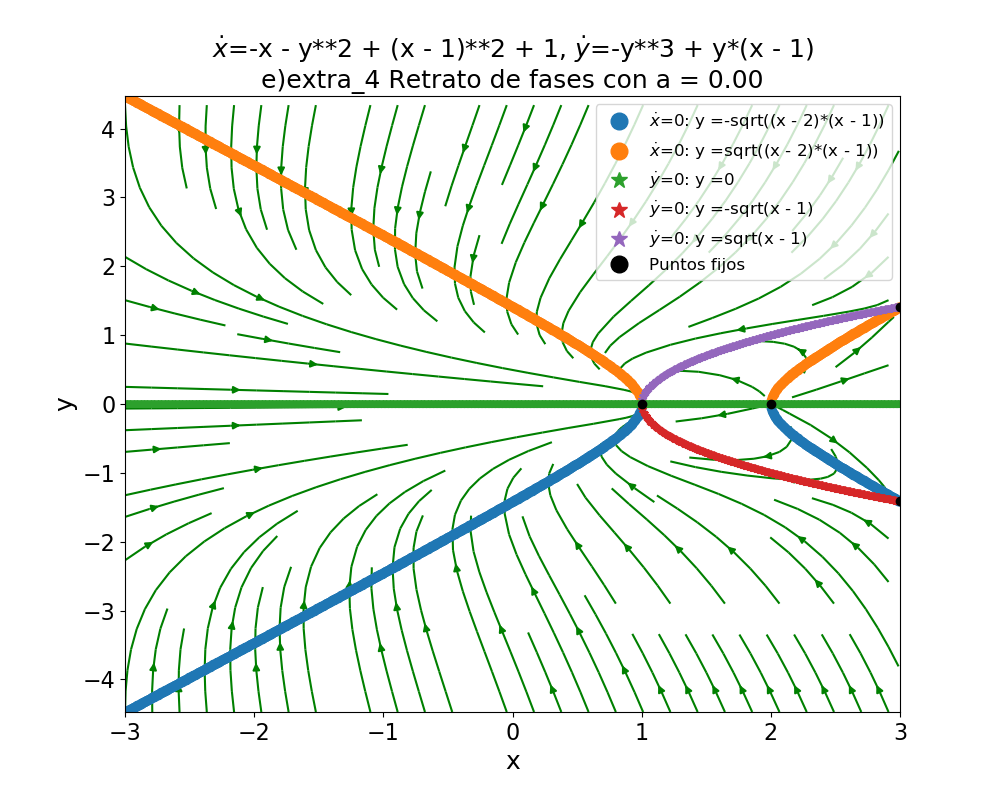 ẋ=-x - y**2 + (x - 1)**2 + 1, ẏ=-y**3 + y*(x - 1)
e)extra_4 Retrato de fases con a = 0.00
ẋ=0: y =-sqrt((x - 2)*(x - 1))
ẋ=0: y =sqrt((x - 2)*(x - 1))
ẏ=0: y =0
ẏ=0: y =-sqrt(x - 1)
ẏ=0: y =sqrt(x - 1)
Puntos fijos
y
4
3
2
1
0
−1
−2
−3
−4
−3 −2 −1 0 1 2 3
x